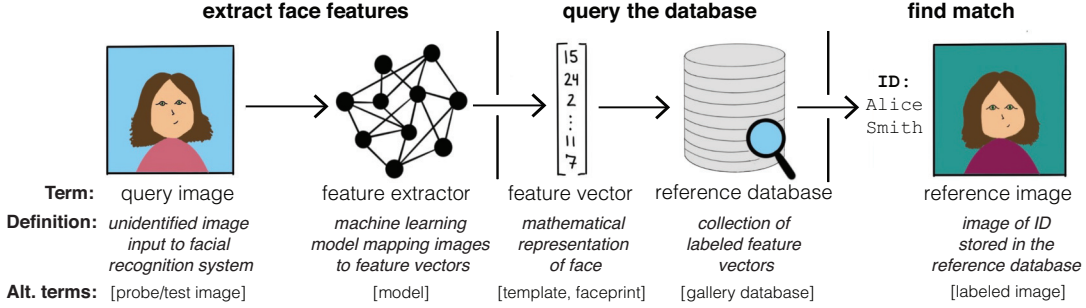 extract face features
query the database
find match
15
24
2
:
11
7
ID:
Alice
Smith
Term: query image feature extractor feature vector reference database reference image
Definition: unidentified image machine learning mathematical collection of image of ID
input to facial model mapping images representation labeled feature stored in the
recognition system to feature vectors of face vectors reference database
Alt. terms: [probe/test image] [model] [template, faceprint] [gallery database] [labeled image]